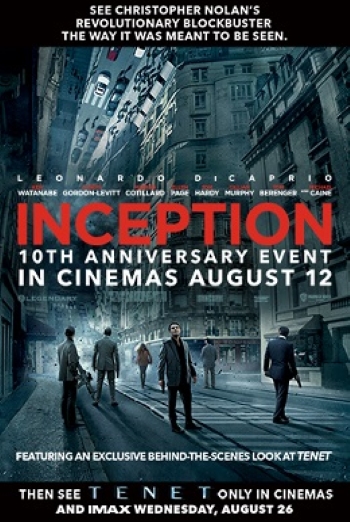 SEE CHRISTOPHER NOLAN'S
REVOLUTIONARY BLOCKBUSTER
THE WAY IT WAS MEANT TO BE SEEN.
LEONARDO DiCAPRIO
WATANABE GORDON-LEVITT COTILLARD PAGE HARDY MURPHY BERENGER CAINE
INCEPTION
10TH ANNIVERSARY EVENT
IN CINEMAS AUGUST 12
LEGENDARY
FEATURING AN EXCLUSIVE BEHIND-THE-SCENES LOOK AT TENET
THEN SEE TENET ONLY IN CINEMAS
AND IMAX WEDNESDAY, AUGUST 26